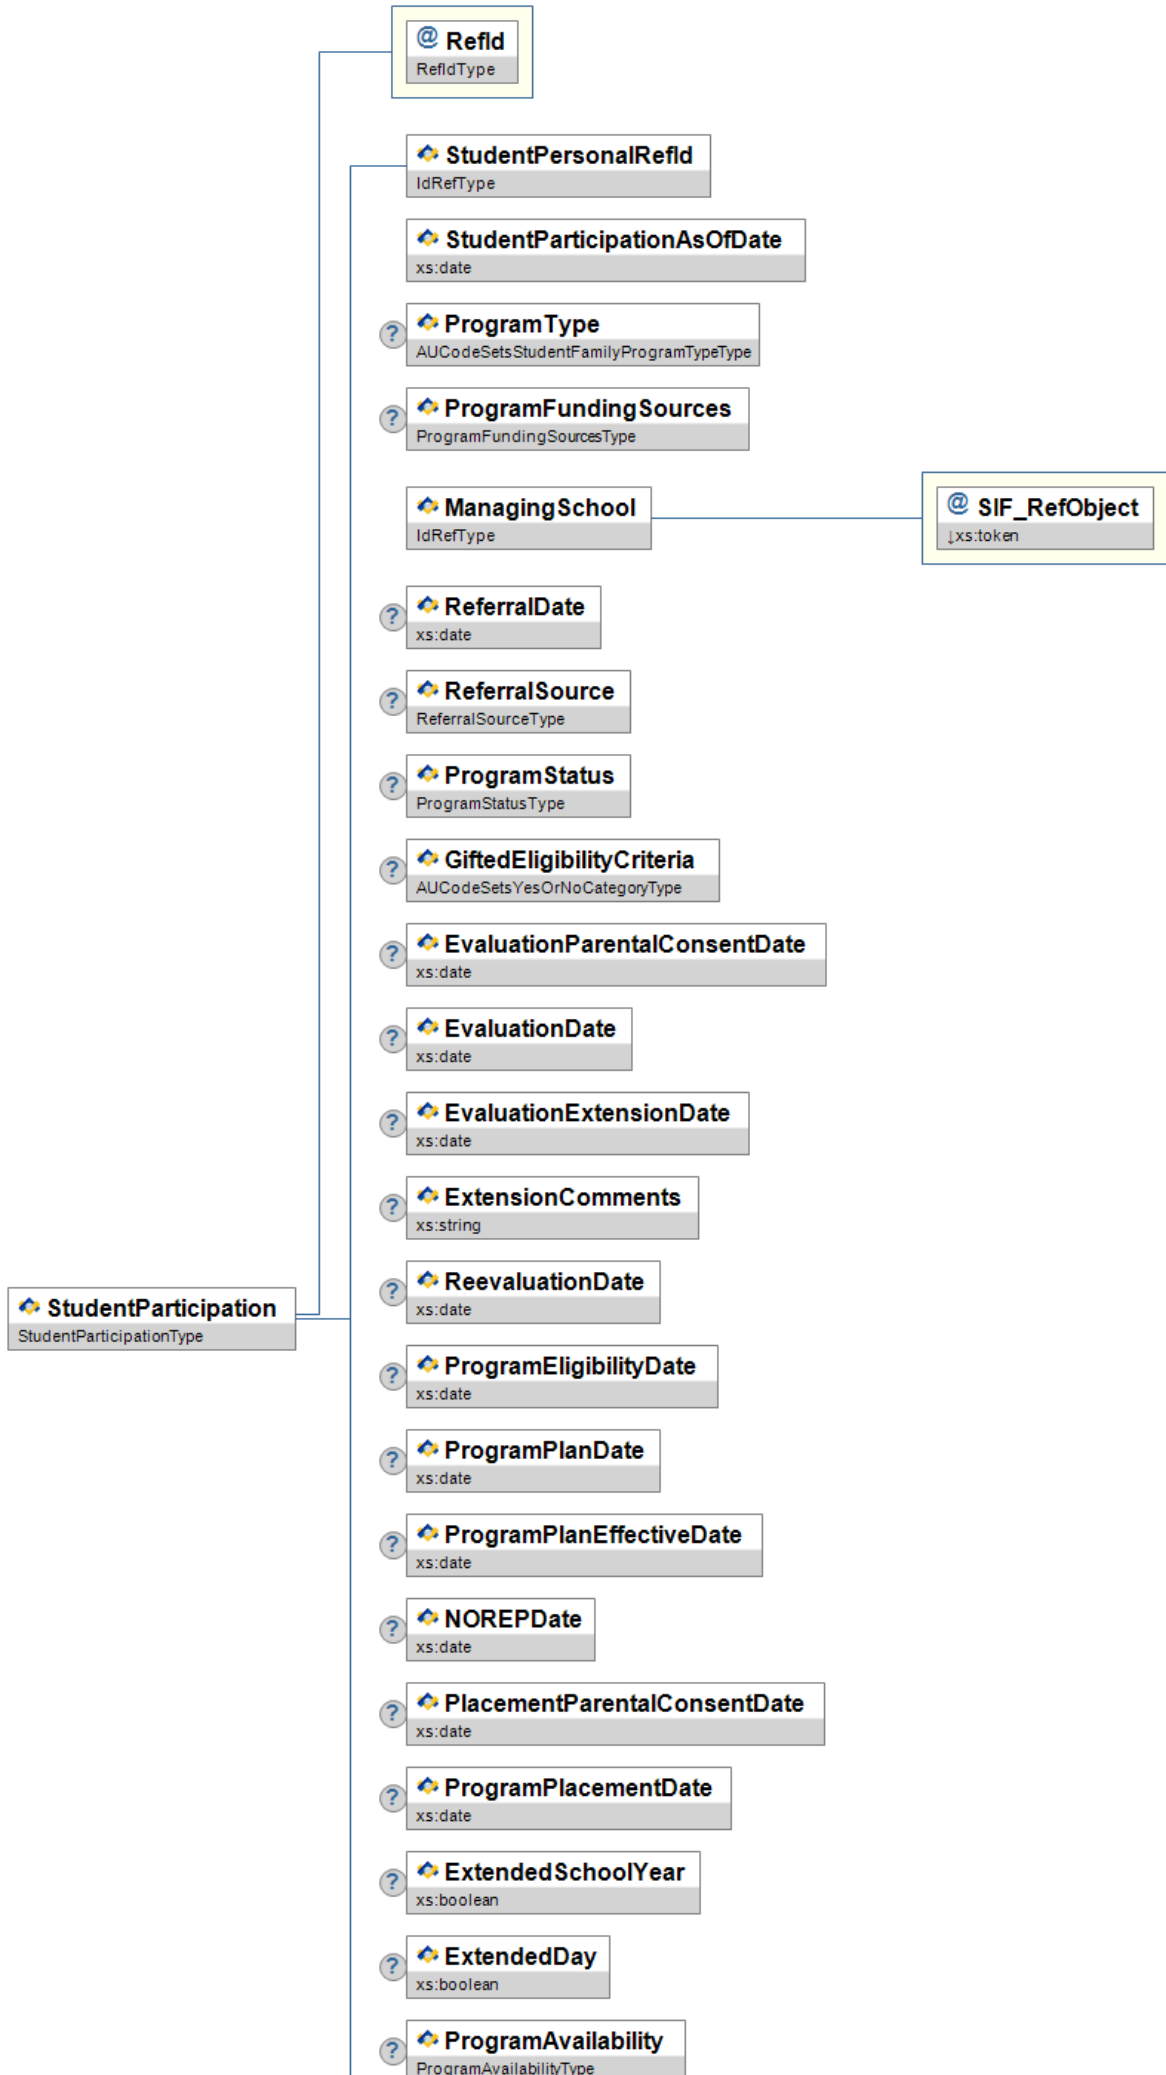 @ RefId
RefIdType
StudentPersonalRefId
IdRefType
StudentParticipationAsOfDate
xs:date
? ProgramType
AUCodeSetsStudentFamilyProgramTypeType
? ProgramFundingSources
ProgramFundingSourcesType
ManagingSchool
IdRefType
@ SIF_RefObject
↓xs:token
? ReferralDate
xs:date
? ReferralSource
ReferralSourceType
? ProgramStatus
ProgramStatusType
? GiftedEligibilityCriteria
AUCodeSetsYesOrNoCategoryType
? EvaluationParentalConsentDate
xs:date
? EvaluationDate
xs:date
? EvaluationExtensionDate
xs:date
? ExtensionComments
xs:string
? ReevaluationDate
xs:date
StudentParticipation
StudentParticipationType
? ProgramEligibilityDate
xs:date
? ProgramPlanDate
xs:date
? ProgramPlanEffectiveDate
xs:date
? NOREPDate
xs:date
? PlacementParentalConsentDate
xs:date
? ProgramPlacementDate
xs:date
? ExtendedSchoolYear
xs:boolean
? ExtendedDay
xs:boolean
? ProgramAvailability
ProgramAvailabilityType